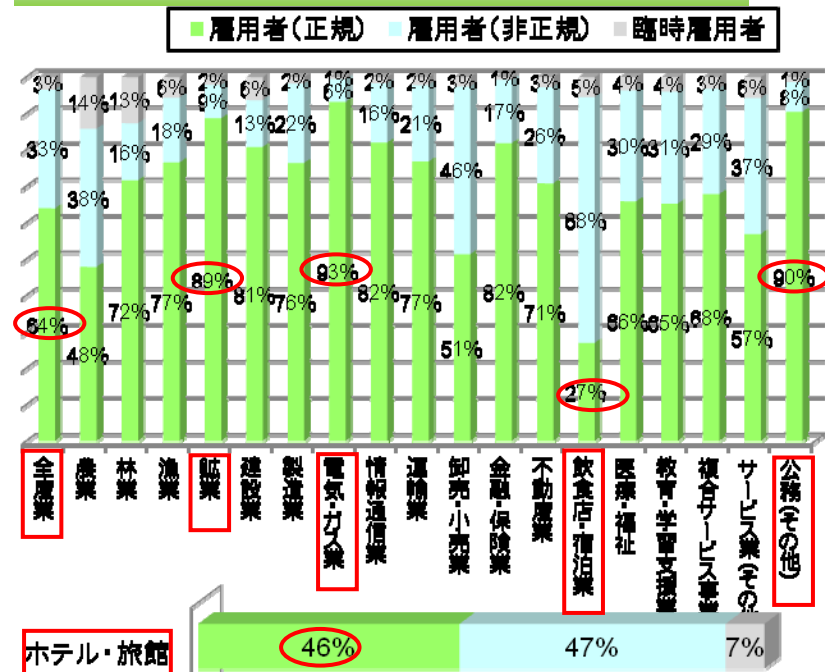 雇用者(正規) 雇用者(非正規) 臨時雇用者
3% 14% 13% 6% 2% 6% 2% 1% 2% 2% 3% 1% 3% 5% 4% 4% 3% 6% 1%
33% 38% 16% 18% 9% 13% 22% 6% 16% 21% 46% 17% 26% 68% 30% 31% 29% 37% 8%
64% 48% 72% 77% 89% 81% 76% 93% 82% 77% 51% 82% 71% 27% 66% 65% 68% 57% 90%
全産業
農業
林業
漁業
鉱業
建設業
製造業
電気・ガス業
情報通信業
運輸業
卸売・小売業
金融・保険業
不動産業
飲食店・宿泊業
医療・福祉
教育・学習支援業
複合サービス事業
サービス業(その他
公務(その他)
ホテル・旅館 46% 47% 7%